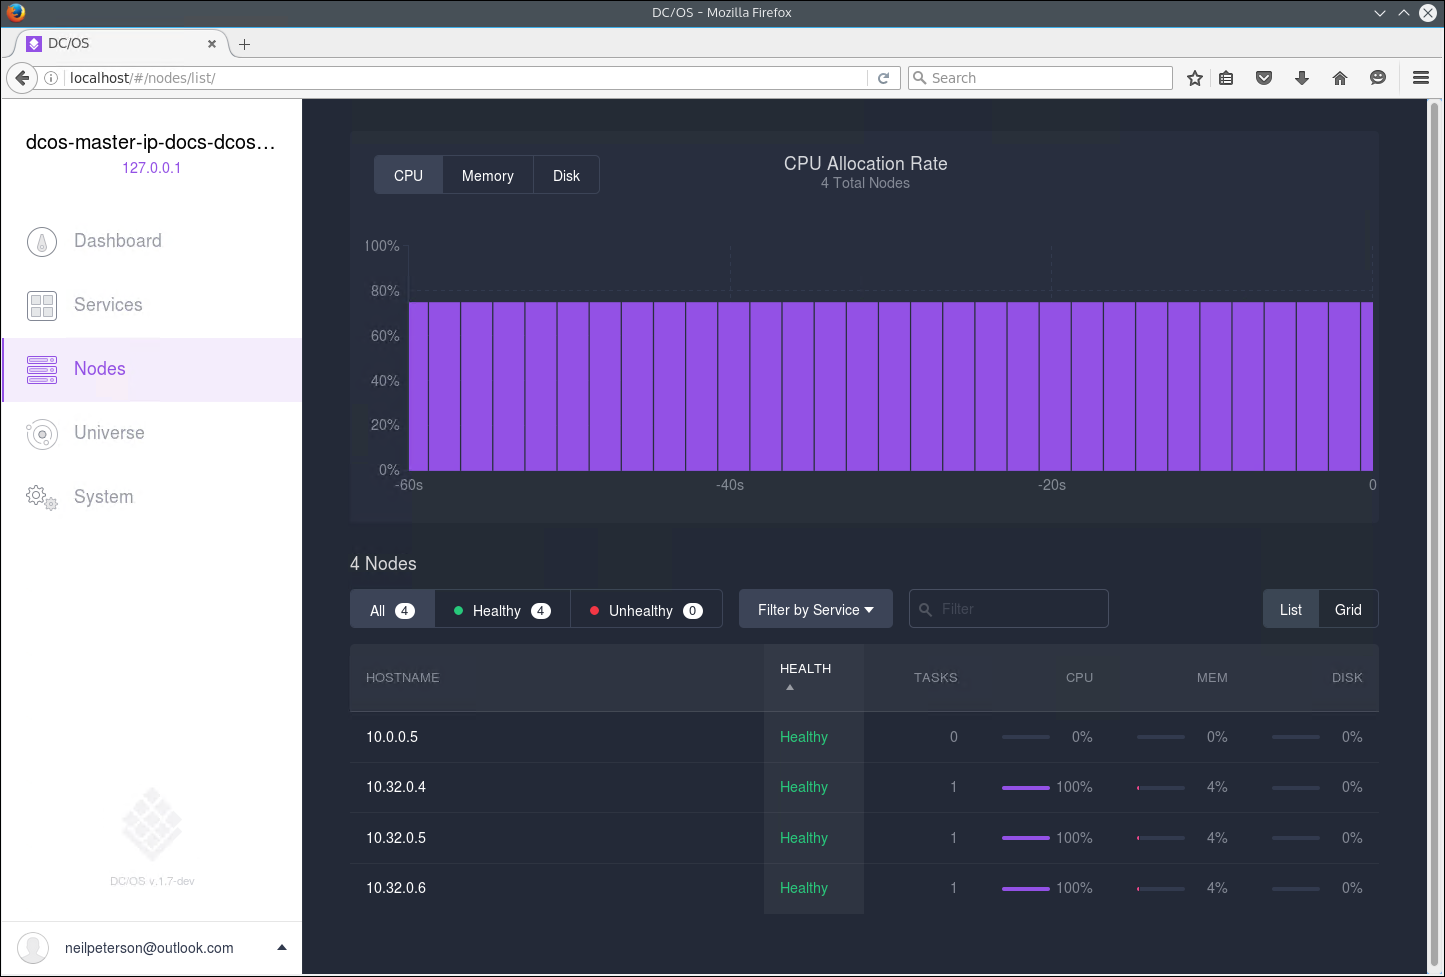 DC/OS - Mozilla Firefox
DC/OS
localhost/#/nodes/list/
Search
dcos-master-ip-docs-dcos...
127.0.0.1
Dashboard
Services
Nodes
Universe
System
DC/OS v.1.7-dev
neilpeterson@outlook.com
CPU Memory Disk
CPU Allocation Rate
4 Total Nodes
100%
80%
60%
40%
20%
0%
-60s -40s -20s 0
4 Nodes
All 4 Healthy 4 Unhealthy 0 Filter by Service Filter List Grid
HOSTNAME HEALTH TASKS CPU MEM DISK
10.0.0.5 Healthy 0 0% 0% 0%
10.32.0.4 Healthy 1 100% 4% 0%
10.32.0.5 Healthy 1 100% 4% 0%
10.32.0.6 Healthy 1 100% 4% 0%